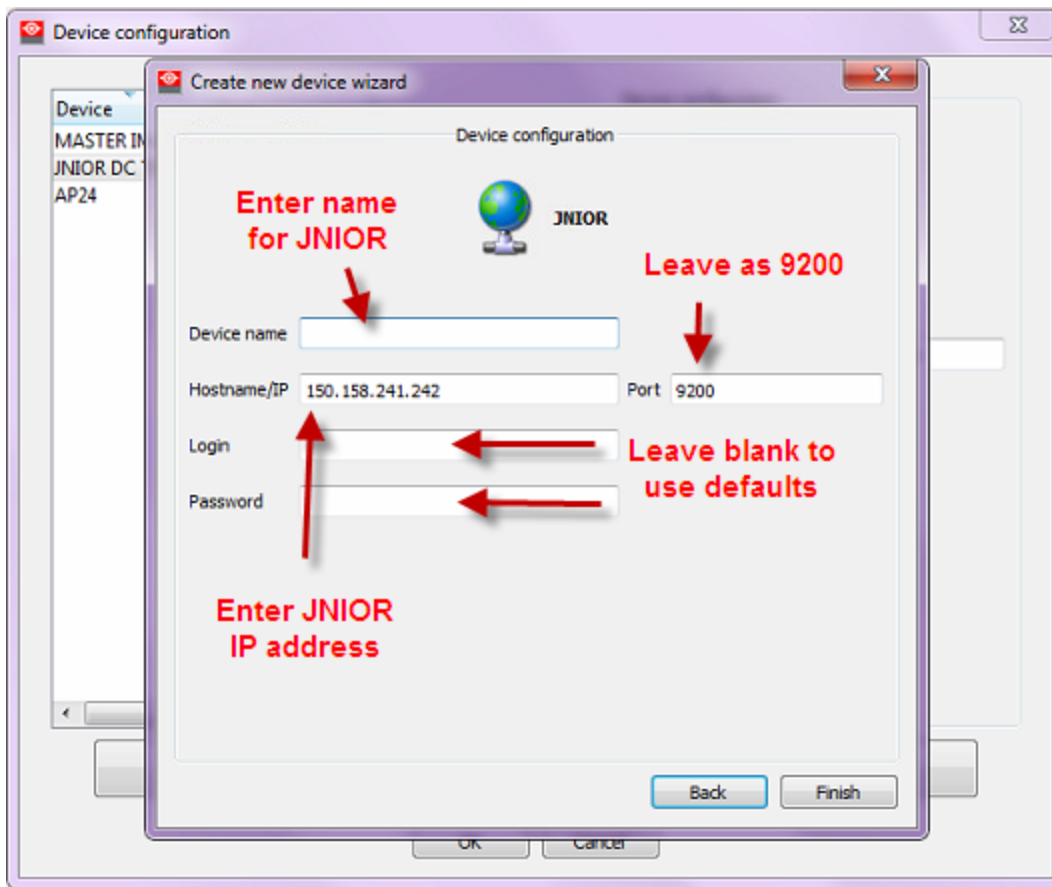 Device configuration
Create new device wizard
Device
MASTER
JNIOR DC
AP24
Device configuration
JNIOR
Enter name
for JNIOR
Leave as 9200
Device name
Hostname/IP 150.158.241.242 Port 9200
Login
Password
Leave blank to
use defaults
Enter JNIOR
IP address
Back Finish
OK Cancel